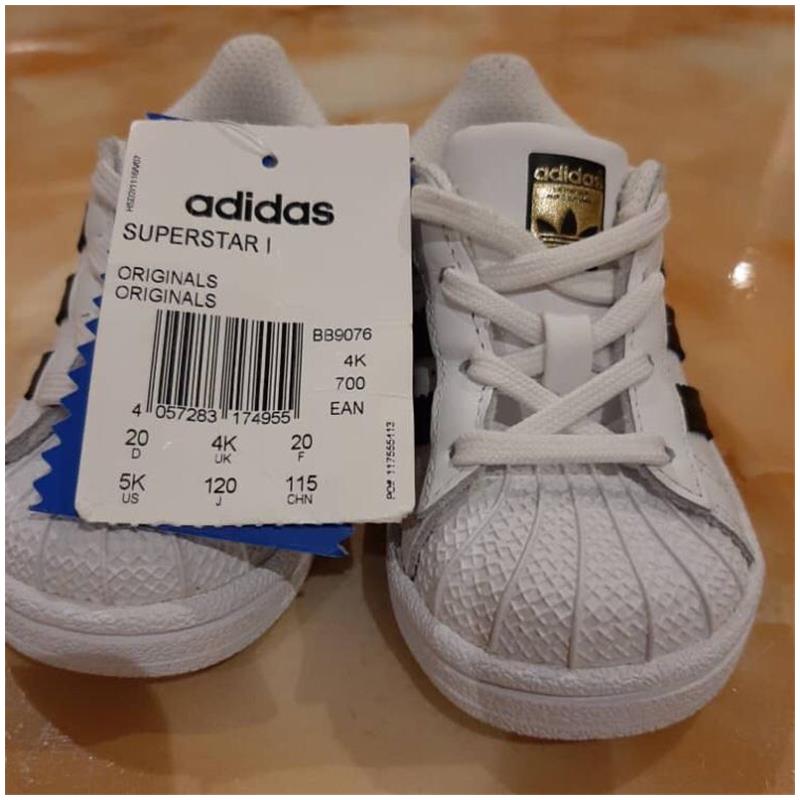 adidas
SUPERSTAR I
ORIGINALS
ORIGINALS
BB9076
4K
700
EAN
4 057283 174955
20 4K 20
D UK F
5K 120 115
US J CHN
PO# 117555413
adidas